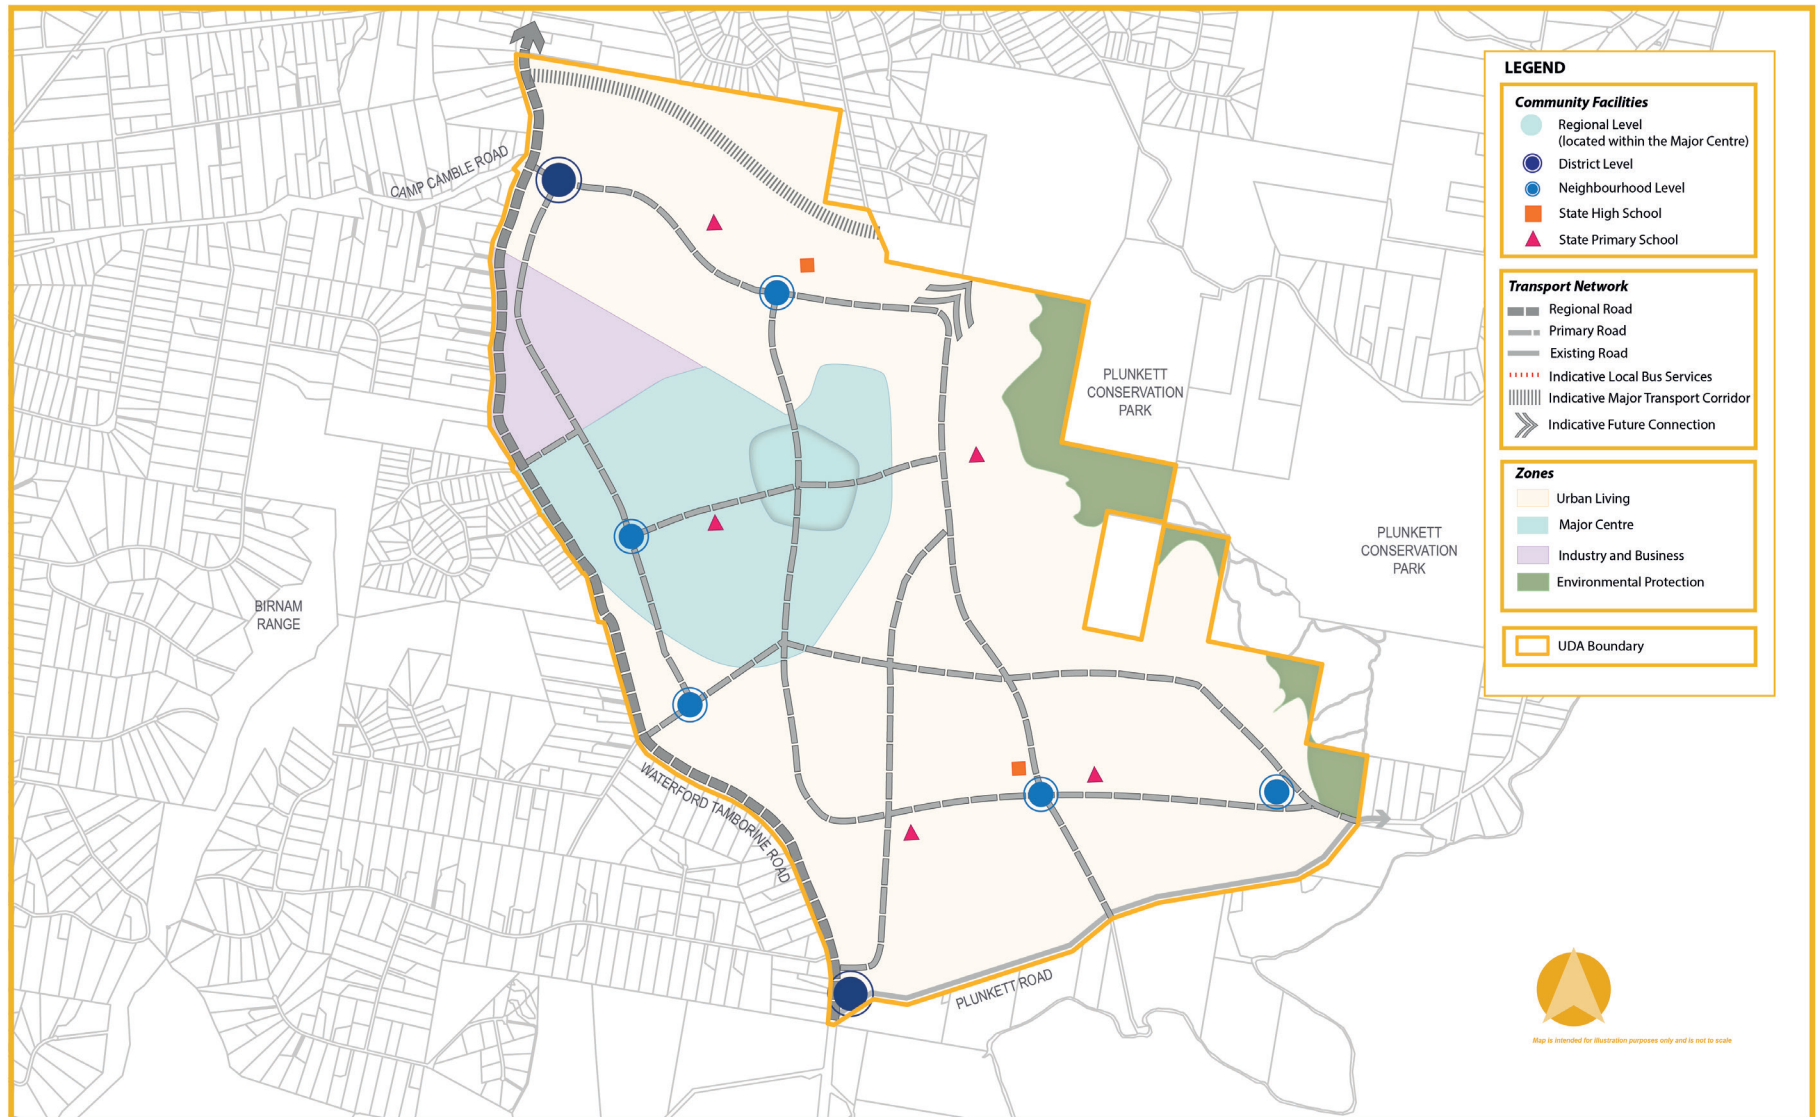 CAMP CAMBLE ROAD
BIRNAM
RANGE
WATERFORD TAMBORINE ROAD
PLUNKETT ROAD
PLUNKETT
CONSERVATION
PARK
PLUNKETT
CONSERVATION
PARK
LEGEND
Community Facilities
Regional Level
(located within the Major Centre)
District Level
Neighbourhood Level
State High School
State Primary School
Transport Network
Regional Road
Primary Road
Existing Road
Indicative Local Bus Services
Indicative Major Transport Corridor
Indicative Future Connection
Zones
Urban Living
Major Centre
Industry and Business
Environmental Protection
UDA Boundary
Map is intended for illustration purposes only and is not to scale